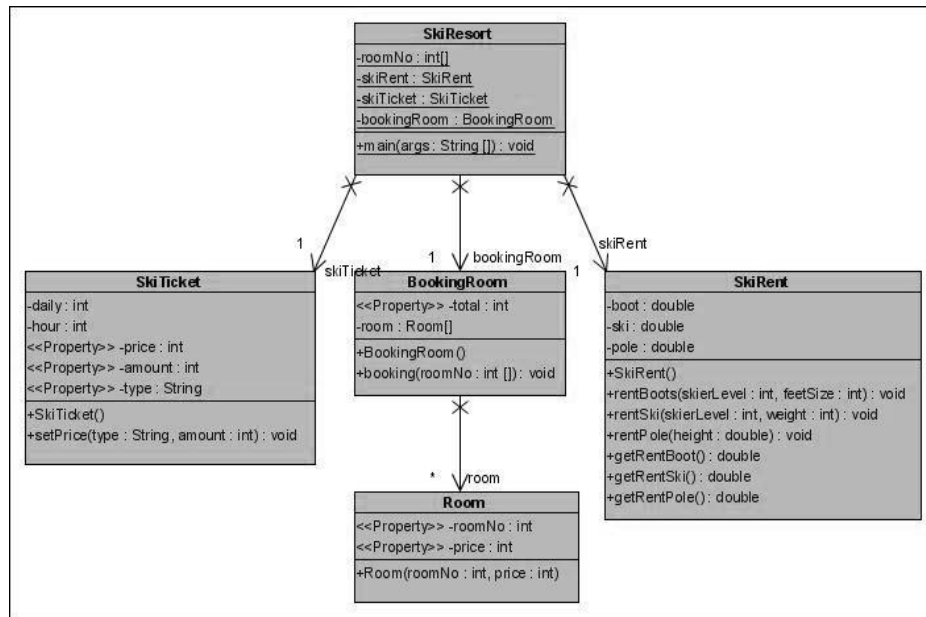 SkiResort
-roomNo : int[]
-skiRent : SkiRent
-skiTicket : SkiTicket
-bookingRoom : BookingRoom
+main(args : String []) : void
1
skiTicket
1
bookingRoom
skiRent
1
SkiTicket
-daily : int
-hour : int
<<Property>> -price : int
<<Property>> -amount : int
<<Property>> -type : String
+SkiTicket()
+setPrice(type : String, amount : int) : void
BookingRoom
<<Property>> -total : int
-room : Room[]
+BookingRoom()
+booking(roomNo : int []) : void
SkiRent
-boot : double
-ski : double
-pole : double
+SkiRent()
+rentBoots(skierLevel : int, feetSize : int) : void
+rentSki(skierLevel : int, weight : int) : void
+rentPole(height : double) : void
+getRentBoot() : double
+getRentSki() : double
+getRentPole() : double
*
room
Room
<<Property>> -roomNo : int
<<Property>> -price : int
+Room(roomNo : int, price : int)